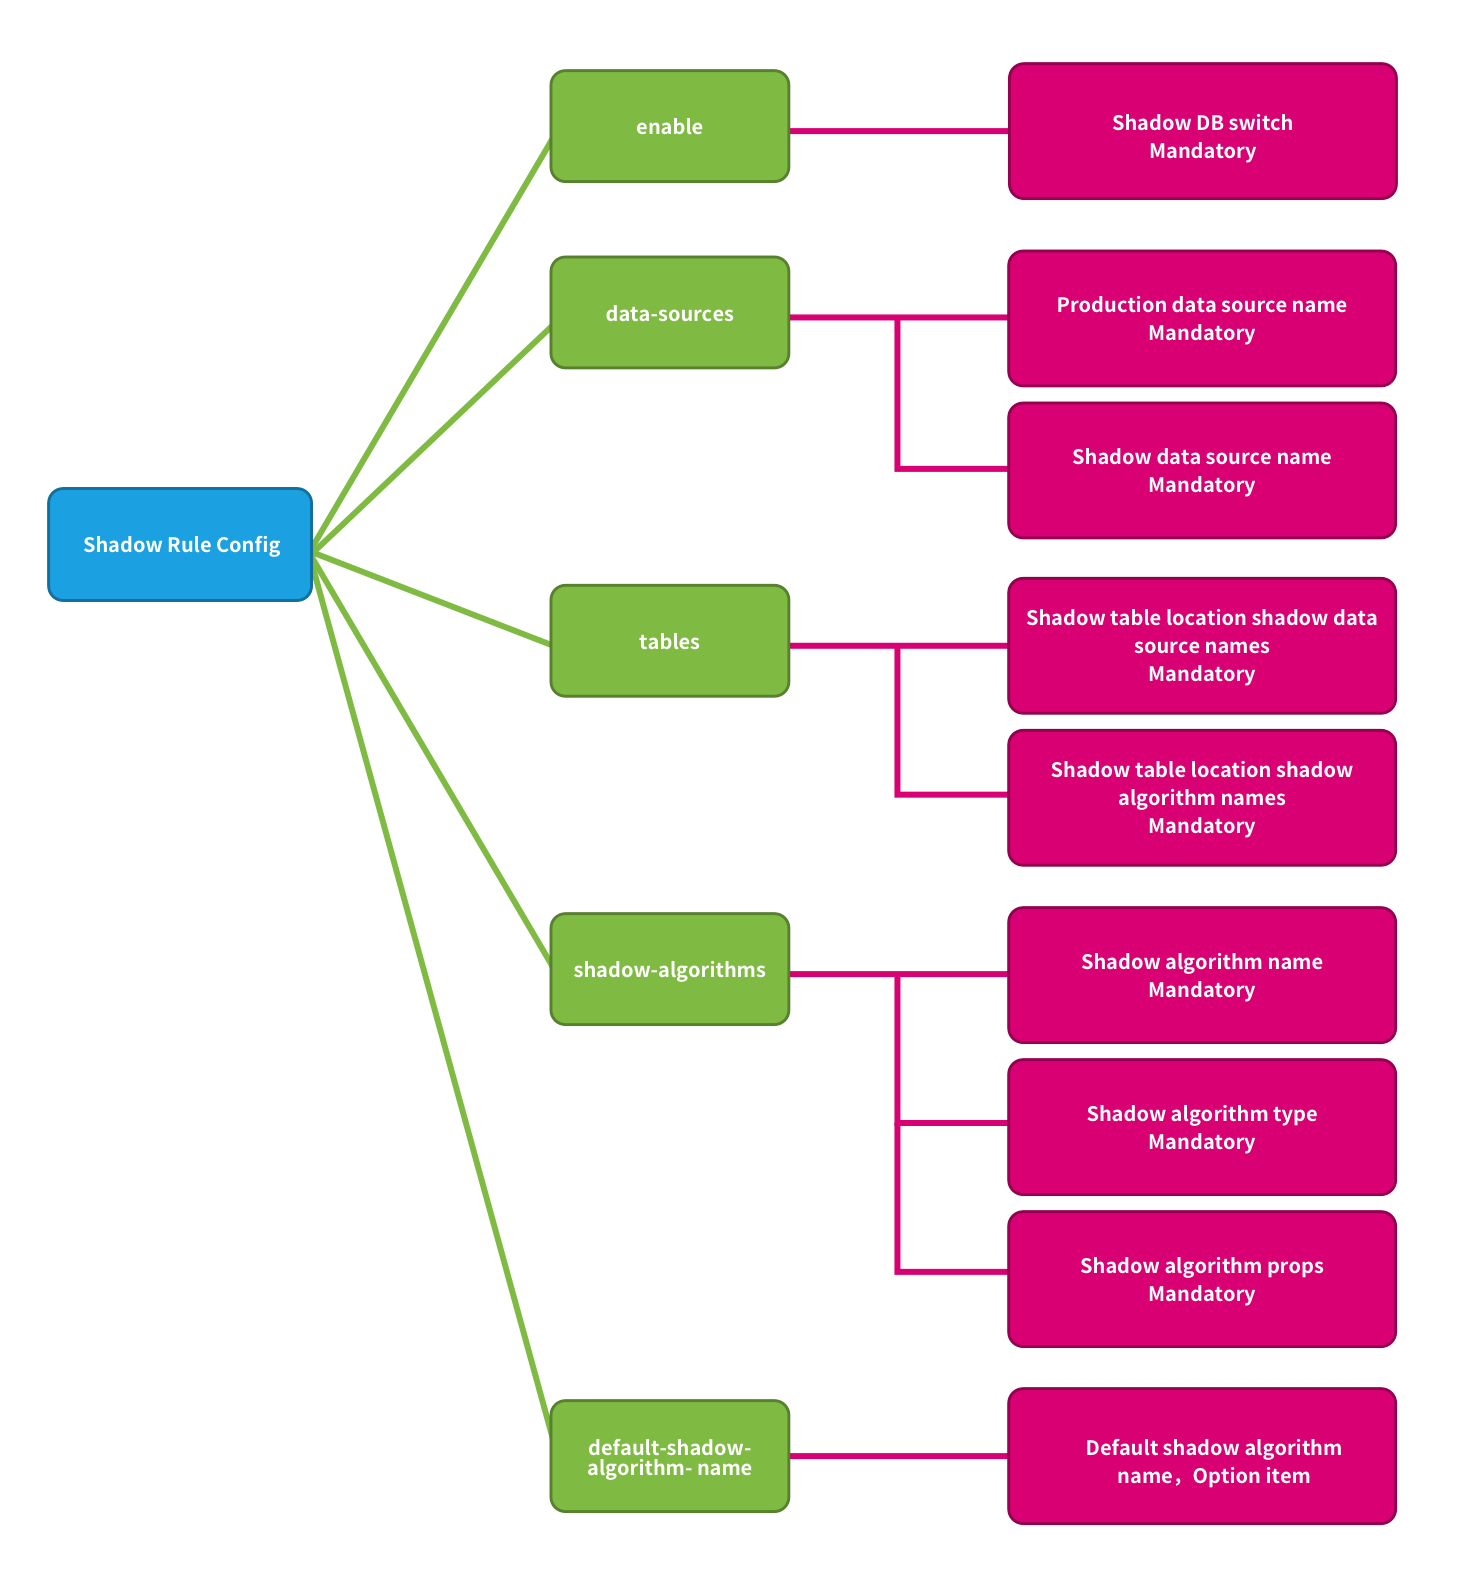 Shadow Rule Config
enable
Shadow DB switch
Mandatory
data-sources
Production data source name
Mandatory
Shadow data source name
Mandatory
tables
Shadow table location shadow data
source names
Mandatory
Shadow table location shadow
algorithm names
Mandatory
shadow-algorithms
Shadow algorithm name
Mandatory
Shadow algorithm type
Mandatory
Shadow algorithm props
Mandatory
default-shadow-
algorithm- name
Default shadow algorithm
name，Option item